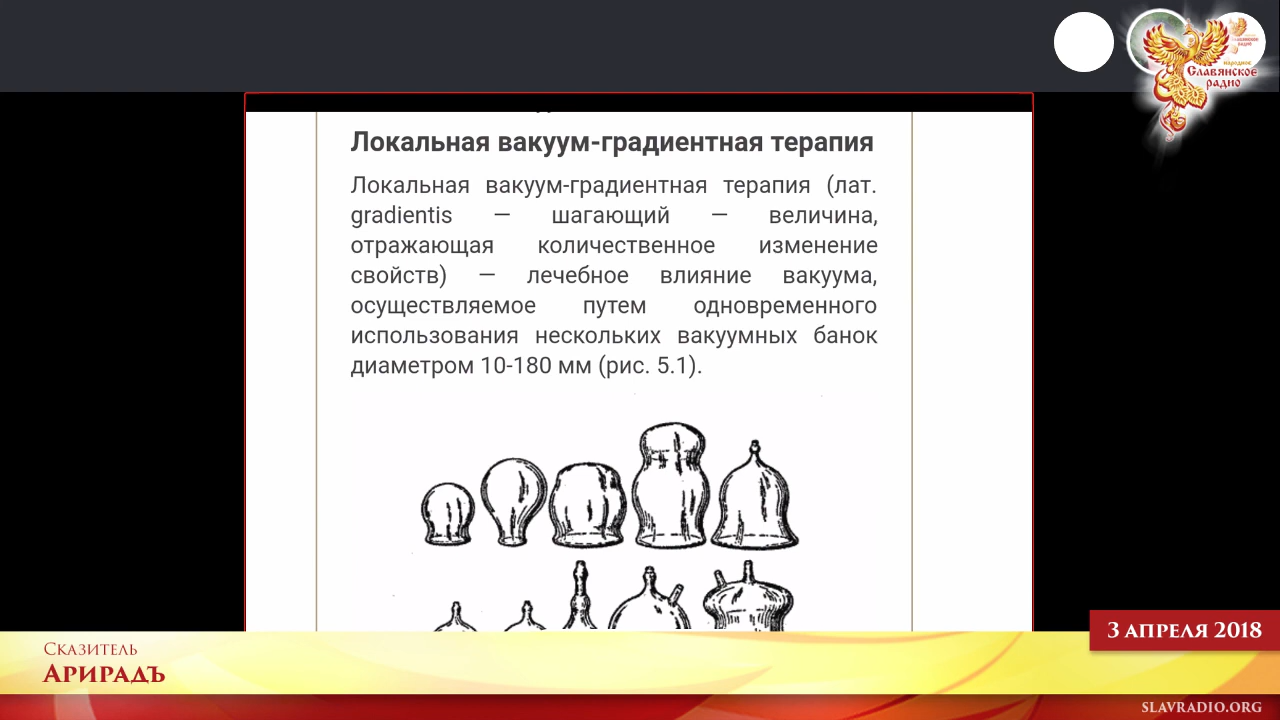 народное
Славянское
радио
Локальная вакуум-градиентная терапия
Локальная вакуум-градиентная терапия (лат.
gradientis — шагающий — величина,
отражающая количественное изменение
свойств) — лечебное влияние вакуума,
осуществляемое путем одновременного
использования нескольких вакуумных банок
диаметром 10-180 мм (рис. 5.1).
3 АПРЕЛЯ 2018
Сказитель
АРИРАДЪ
SLAVRADIO.ORG